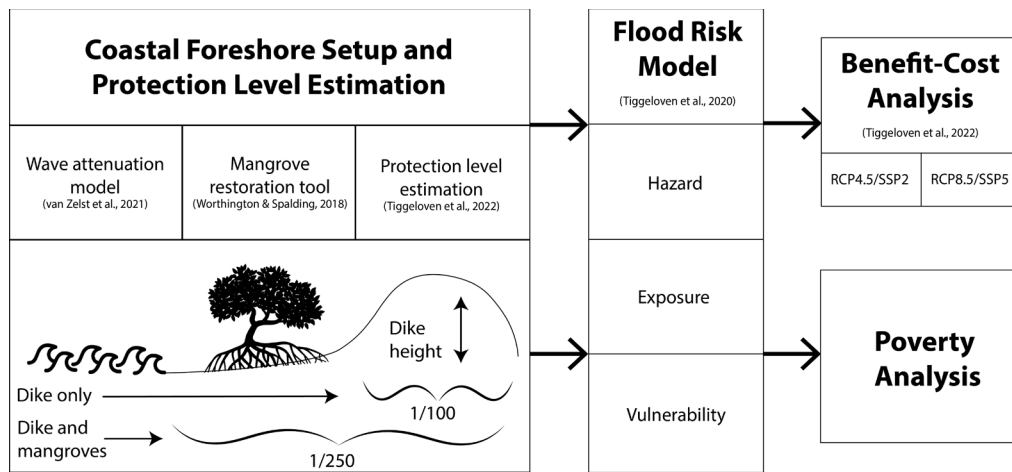 Coastal Foreshore Setup and
Protection Level Estimation
Wave attenuation
model
(van Zelst et al., 2021)
Mangrove
restoration tool
(Worthington & Spalding, 2018)
Protection level
estimation
(Tiggeloven et al., 2022)
Dike
height
Dike only
1/100
Dike and
mangroves
1/250
Flood Risk
Model
(Tiggeloven et al., 2020)
Hazard
Exposure
Vulnerability
Benefit-Cost
Analysis
(Tiggeloven et al., 2022)
RCP4.5/SSP2
RCP8.5/SSP5
Poverty
Analysis